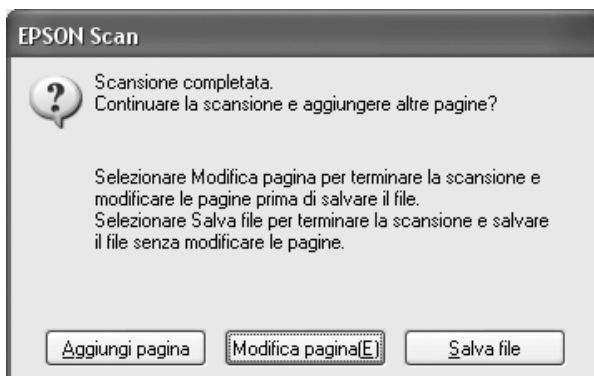 EPSON Scan
Scansione completata.
Continuare la scansione e aggiungere altre pagine?
Selezionare Modifica pagina per terminare la scansione e
modificare le pagine prima di salvare il file.
Selezionare Salva file per terminare la scansione e salvare
il file senza modificare le pagine.
Aggiungi pagina Modifica pagina(E) Salva file